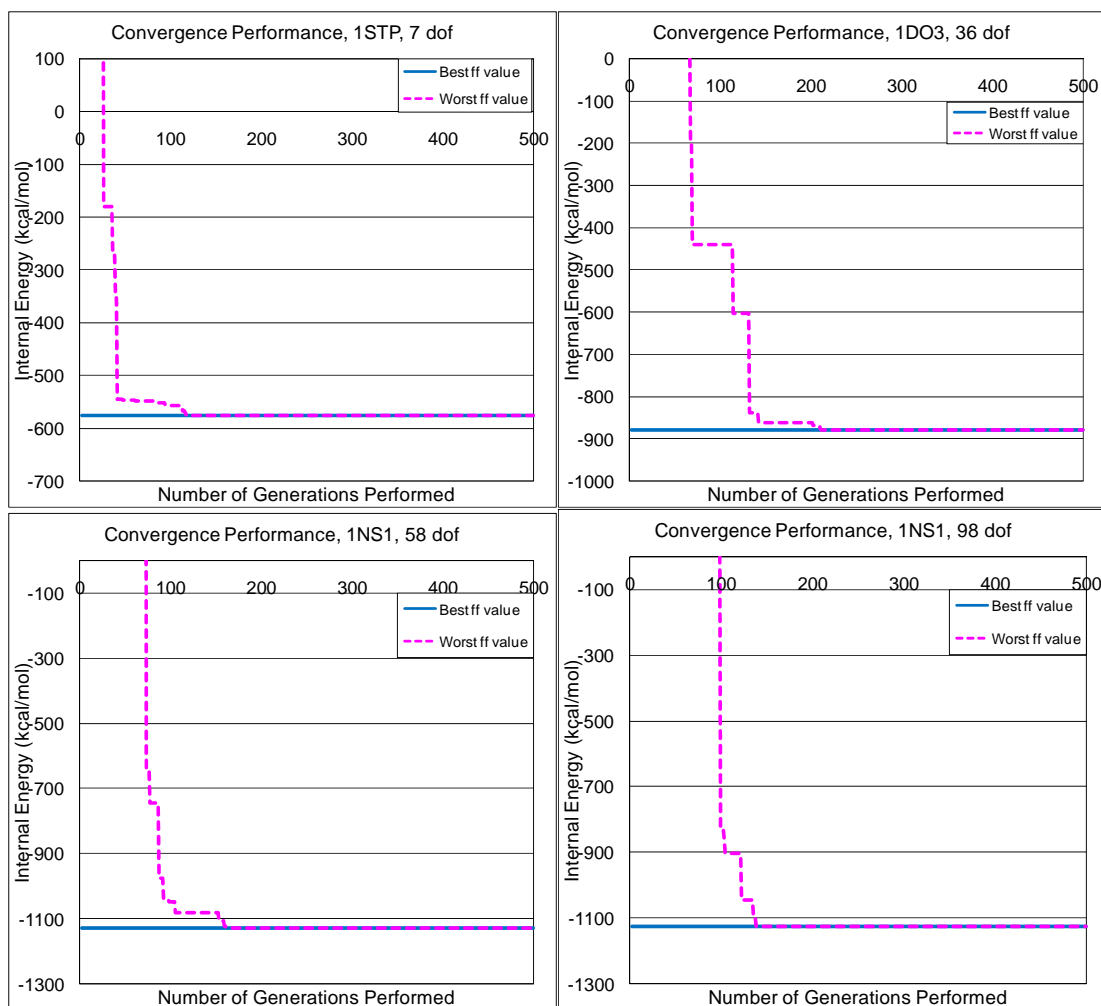 Convergence Performance, 1STP, 7 dof
Internal Energy (kcal/mol)
100
0
-100
-200
-300
-400
-500
-600
-700
0 100 200 300 400 500
Best ff value
Worst ff value
Number of Generations Performed
Convergence Performance, 1DO3, 36 dof
Internal Energy (kcal/mol)
0
-100
-200
-300
-400
-500
-600
-700
-800
-900
-1000
0 100 200 300 400 500
Best ff value
Worst ff value
Number of Generations Performed
Convergence Performance, 1NS1, 58 dof
Internal Energy (kcal/mol)
-100
-300
-500
-700
-900
-1100
-1300
0 100 200 300 400 500
Best ff value
Worst ff value
Number of Generations Performed
Convergence Performance, 1NS1, 98 dof
Internal Energy (kcal/mol)
-100
-300
-500
-700
-900
-1100
-1300
0 100 200 300 400 500
Best ff value
Worst ff value
Number of Generations Performed